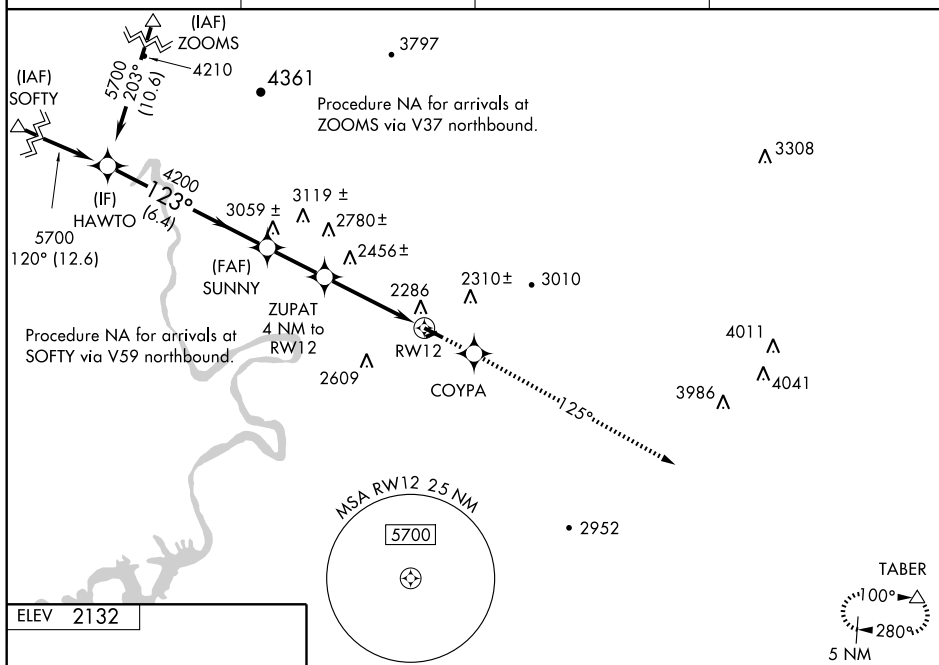 (IAF)
ZOOMS
3797
4210
5700
203°
(10.6)
(IAF)
SOFTY
4361
Procedure NA for arrivals at
ZOOMS via V37 northbound.
3308
4200
123°
(6.4)
(IF)
HAWTO
3059 ±
3119 ±
2780±
2456±
5700
120° (12.6)
(FAF)
SUNNY
2310±
3010
2286
ZUPAT
4 NM to
RW12
Procedure NA for arrivals at
SOFTY via V59 northbound.
RW12
4011
2609
COYPA
4041
3986
125°
MSA RW12 25 NM
5700
2952
TABER
100°
280°
5 NM
ELEV 2132